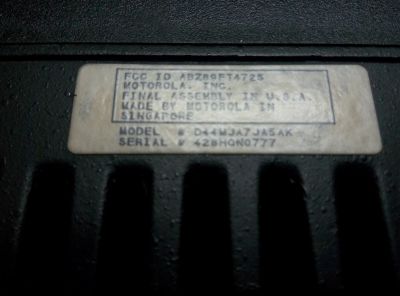 FCC ID ABZ89FT4725
MOTOROLA. INC.
FINAL ASSEMBLY IN U.S.A.
MADE BY MOTOROLA IN
SINGAPORE
MODEL # D44MJA7JA5AK
SERIAL # 428HQN0777